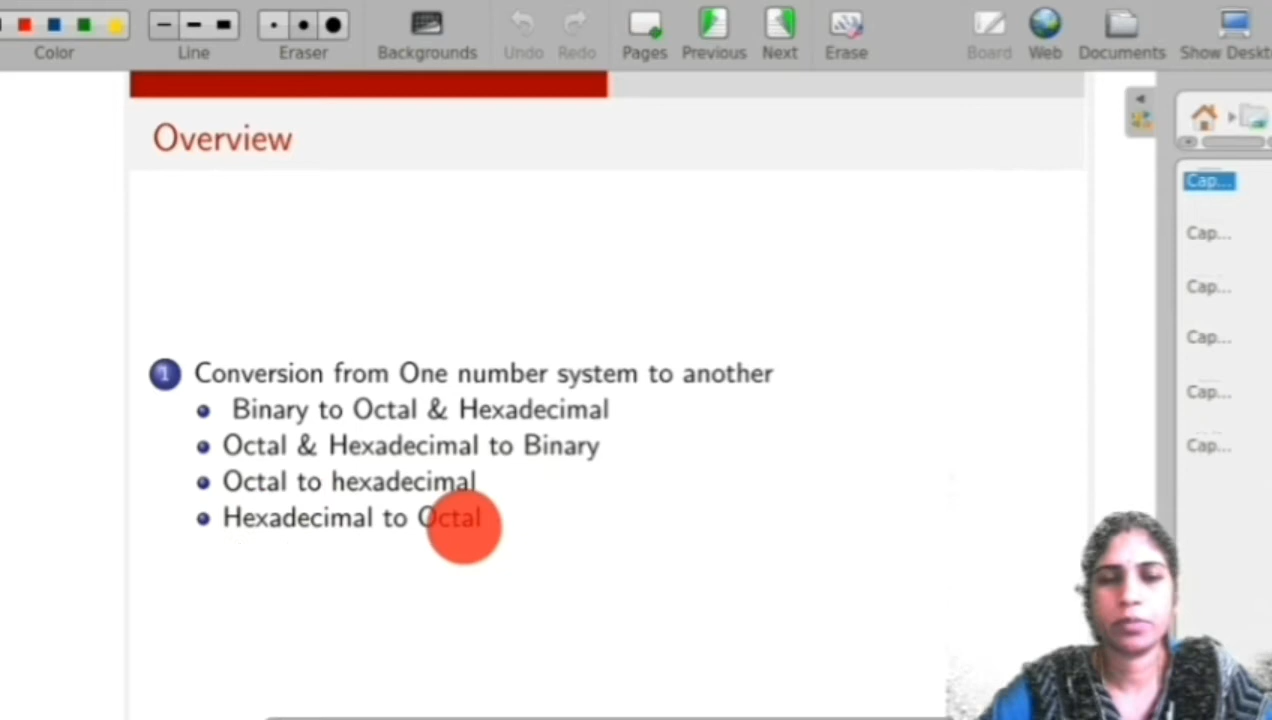 Color Line Eraser Backgrounds Undo Redo Pages Previous Next Erase Board Web Documents Show
Overview
Cap...
Cap...
Cap...
Cap...
Cap...
Cap...
1 Conversion from One number system to another
Binary to Octal & Hexadecimal
Octal & Hexadecimal to Binary
Octal to hexadecimal
Hexadecimal to Octal